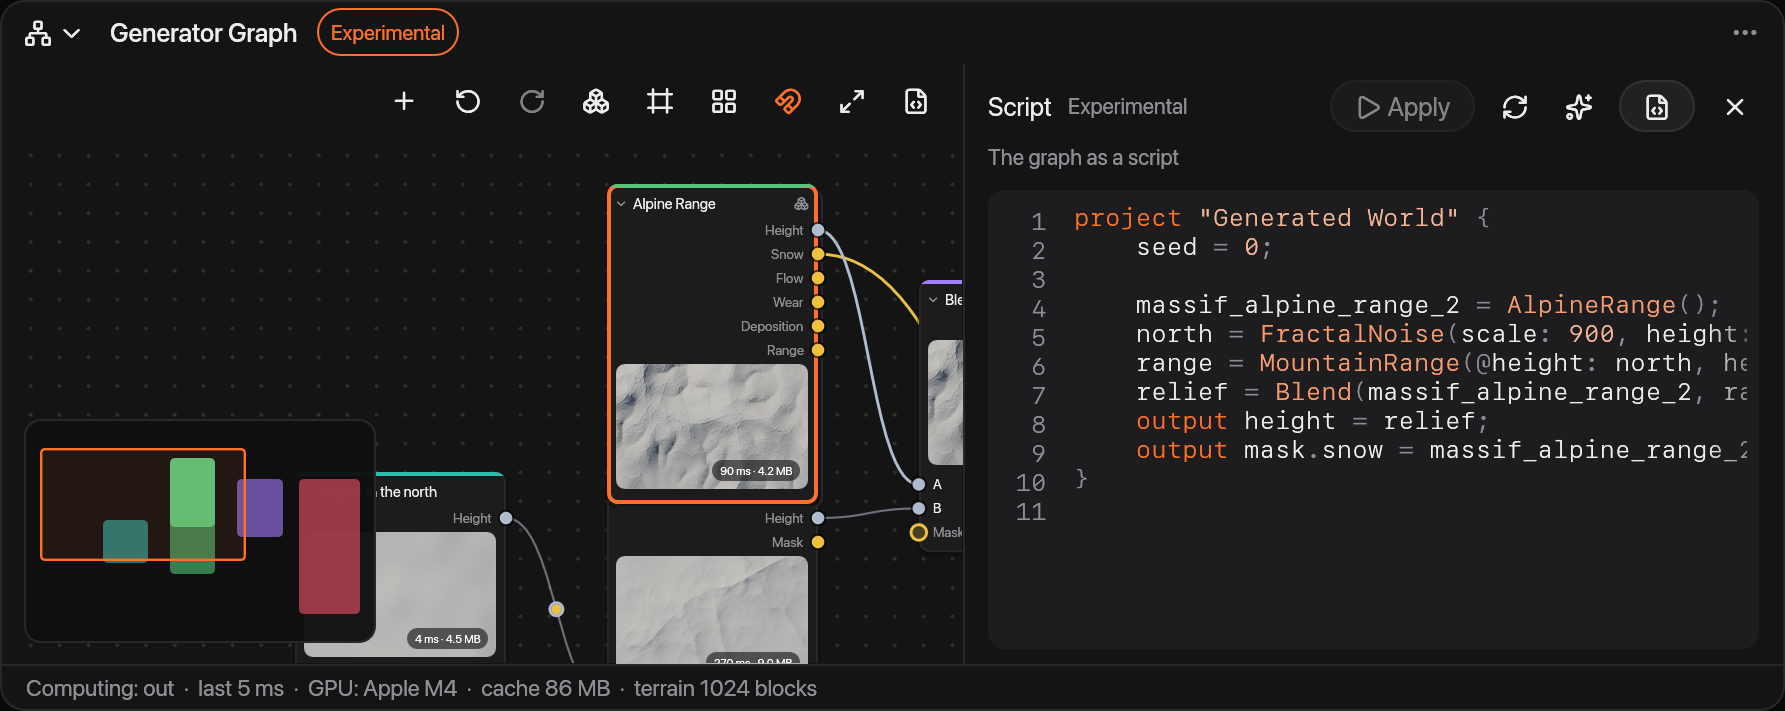 Generator Graph
Experimental
Script
Experimental
Apply
The graph as a script
Alpine Range
Height
Snow
Flow
Wear
Deposition
Range
90 ms · 4.2 MB
Height
Mask
A
B
Mask
the north
Height
4 ms · 4.5 MB
1 project "Generated World" {
2 seed = 0;
3
4 massif_alpine_range_2 = AlpineRange();
5 north = FractalNoise(scale: 900, height:
6 range = MountainRange(@height: north, he
7 relief = Blend(massif_alpine_range_2, ra
8 output height = relief;
9 output mask.snow = massif_alpine_range_2
10 }
11
Computing: out · last 5 ms · GPU: Apple M4 · cache 86 MB · terrain 1024 blocks